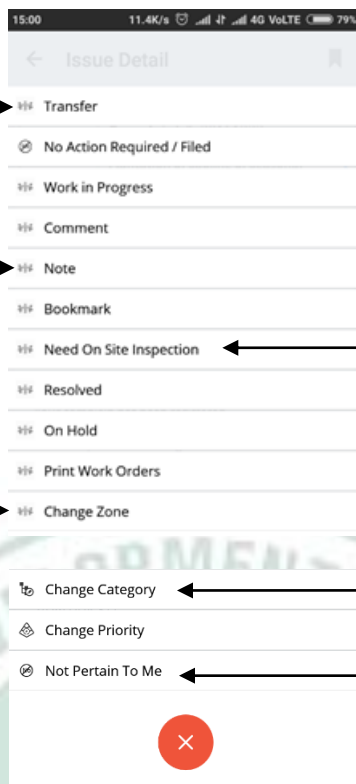 15:00 11.4K/s 4G VoLTE 79%
Issue Detail
Transfer
No Action Required / Filed
Work in Progress
Comment
Note
Bookmark
Need On Site Inspection
Resolved
On Hold
Print Work Orders
Change Zone
Change Category
Change Priority
Not Pertain To Me